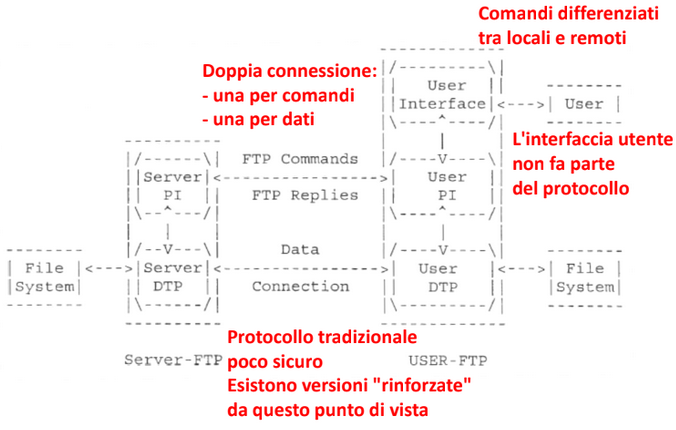 Comandi differenziati
tra locali e remoti
Doppia connessione:
- una per comandi
- una per dati
User
Interface
User
L'interfaccia utente
non fa parte
del protocollo
FTP Commands
Server
PI
FTP Replies
User
PI
File
System
Server
DTP
Data
Connection
User
DTP
File
System
Server-FTP
USER-FTP
Protocollo tradizionale
poco sicuro
Esistono versioni "rinforzate"
da questo punto di vista